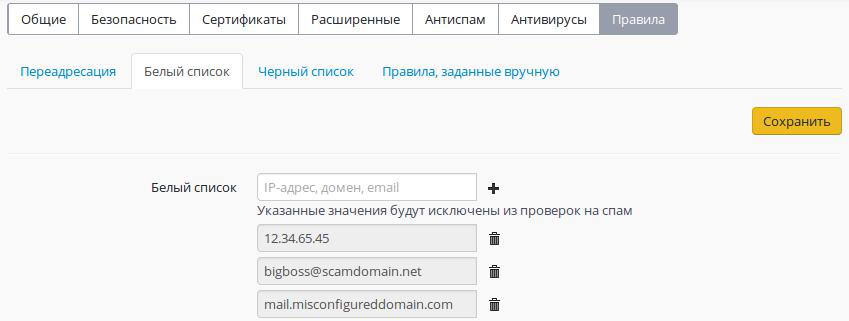 Общие Безопасность Сертификаты Расширенные Антиспам Антивирусы Правила
Переадресация Белый список Черный список Правила, заданные вручную
Сохранить
Белый список IP-адрес, домен, email
Указанные значения будут исключены из проверок на спам
12.34.65.45
bigboss@scamdomain.net
mail.misconfigureddomain.com